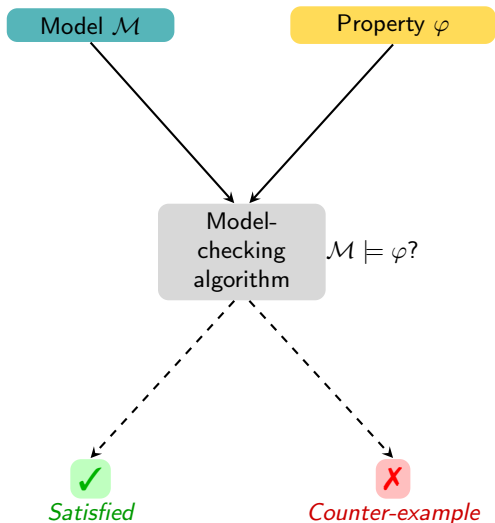 Model ℳ
Property φ
Model-
checking
algorithm
ℳ ⊨ φ?
✓
✗
Satisfied
Counter-example